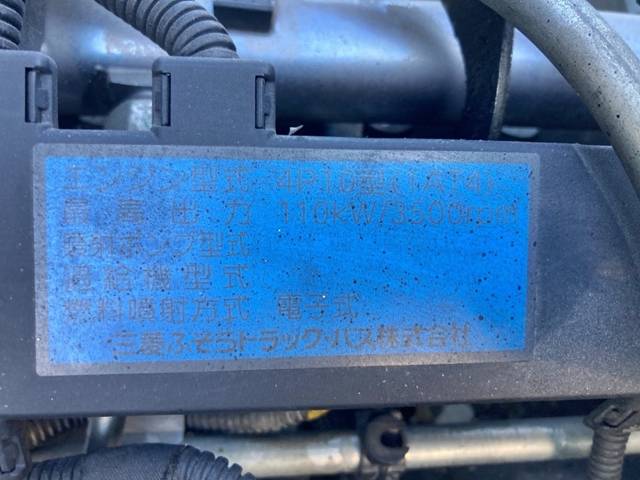 エンジン型式 4P10型(1AT4)
最高出力 110kW/3500rpm
噴射ポンプ型式
過給機型式
燃料噴射方式 電子式
三菱ふそうトラック・バス株式会社